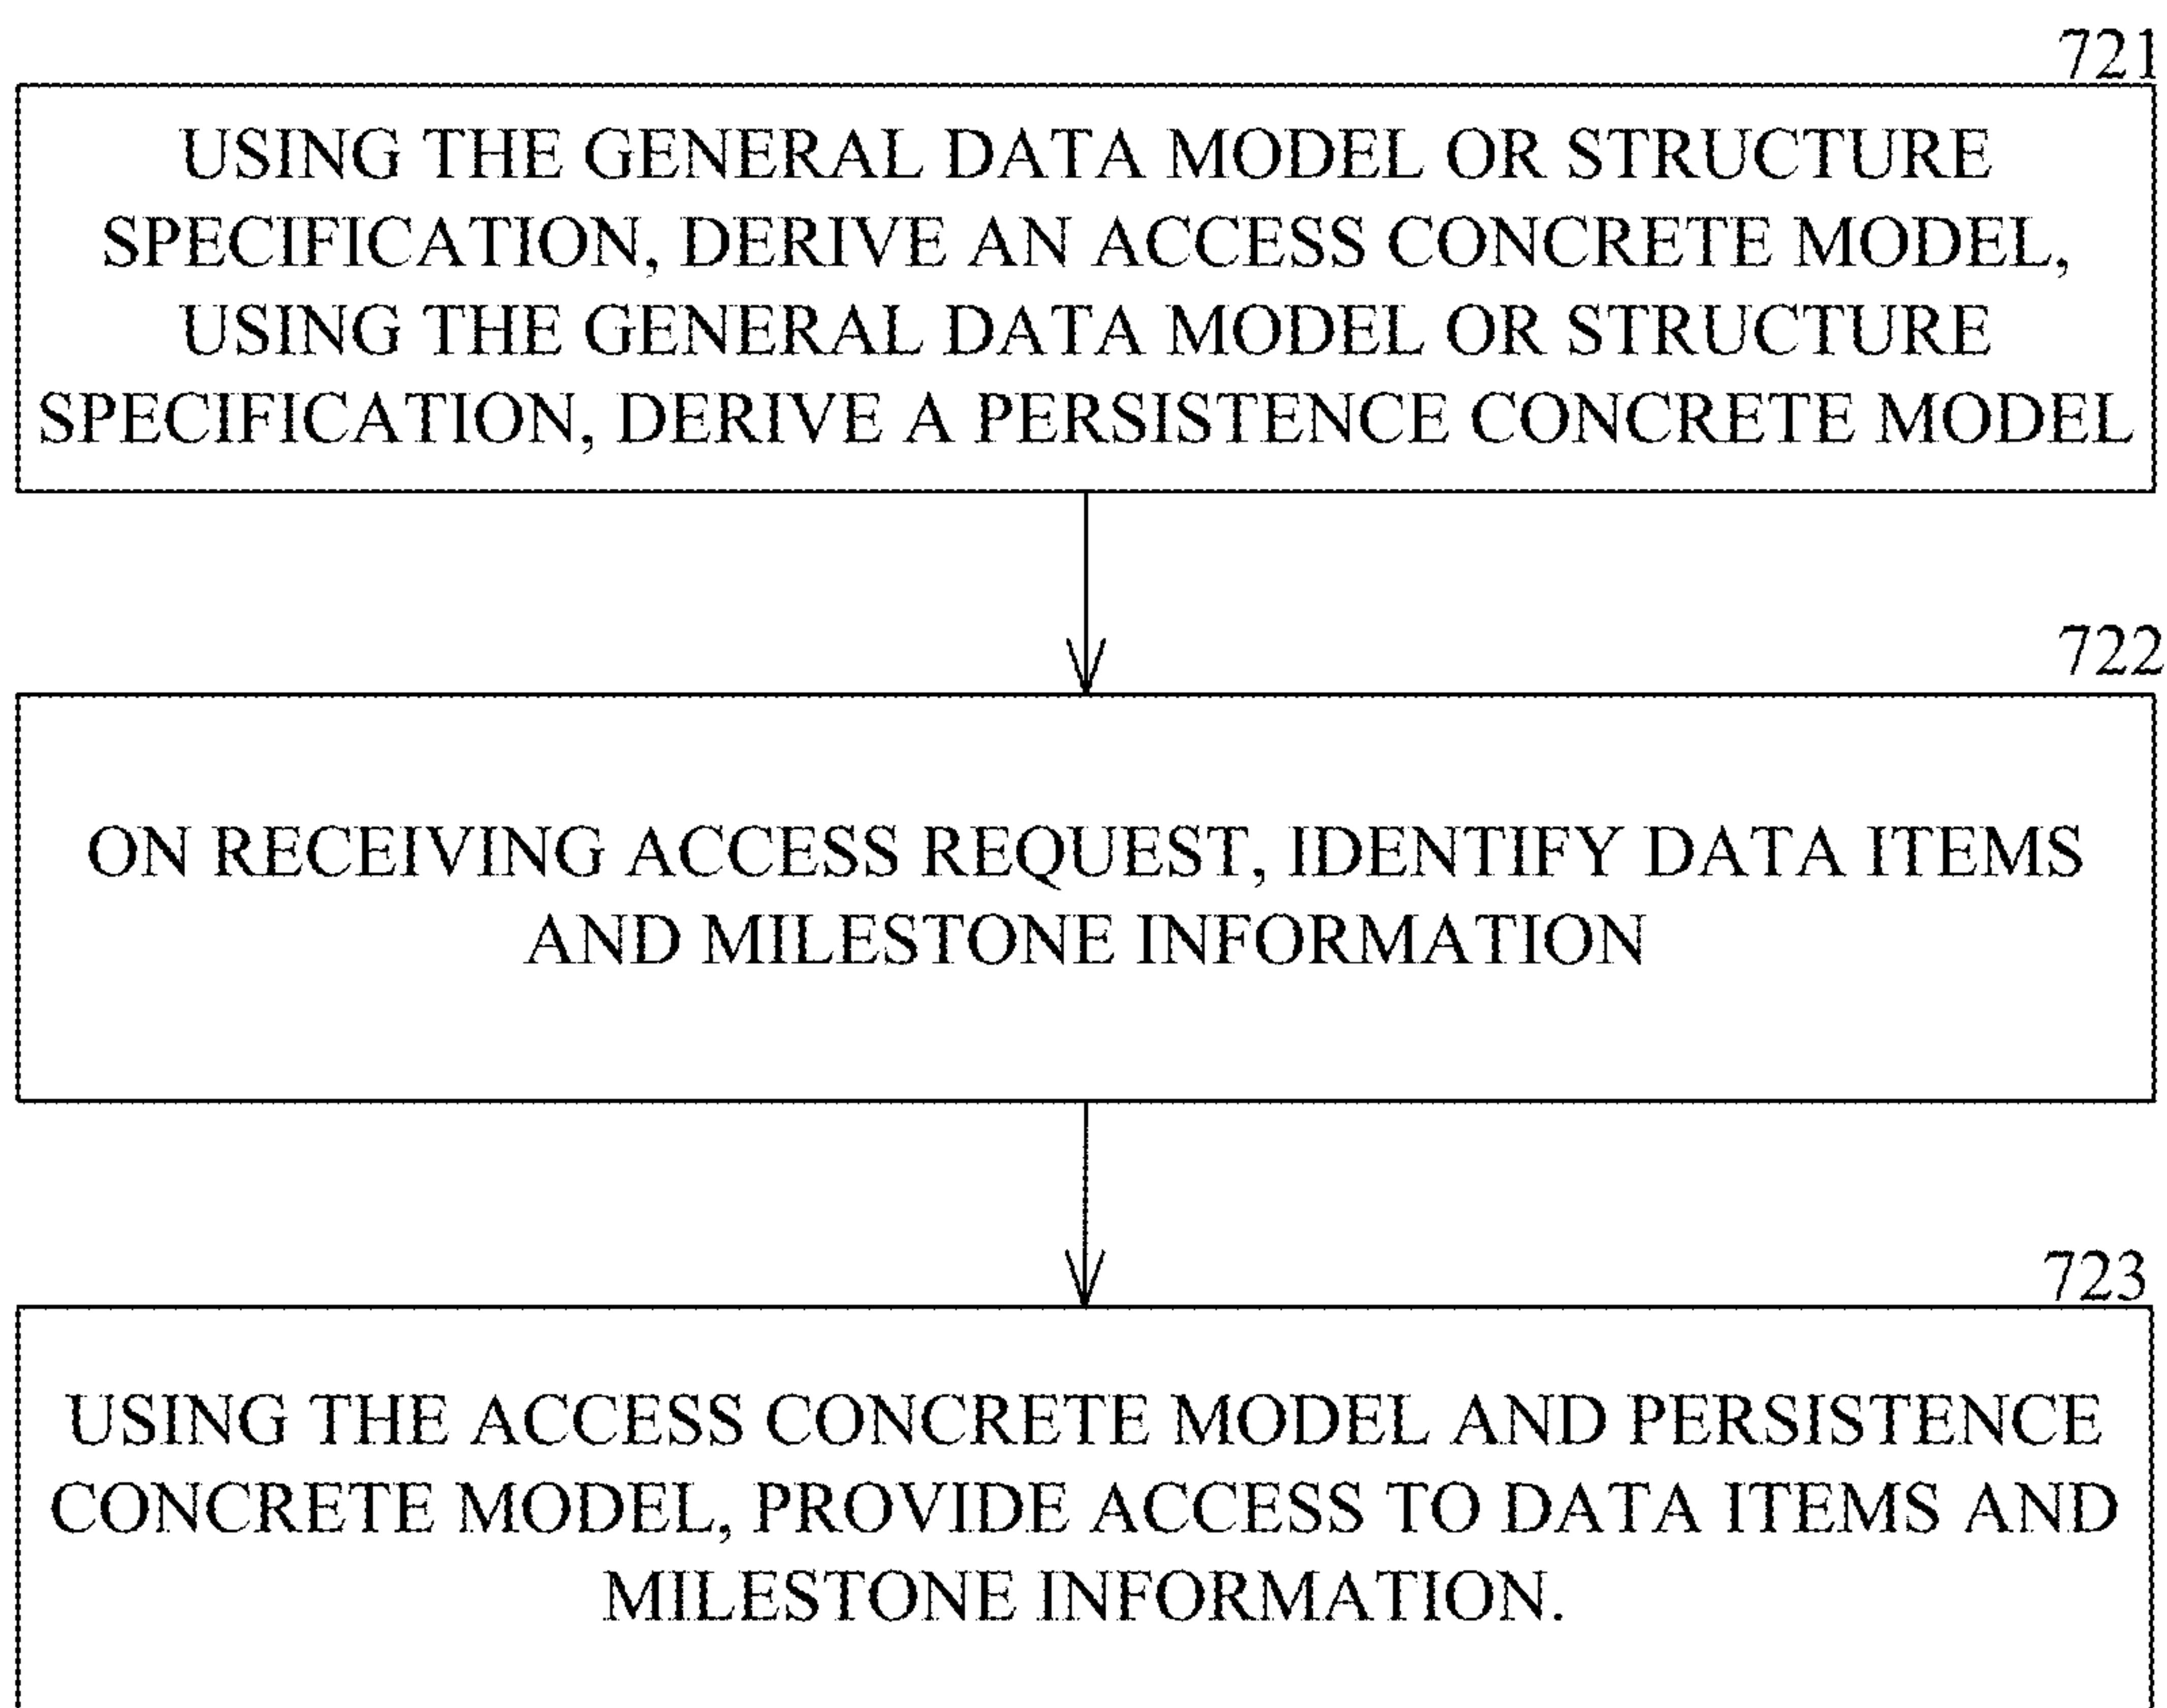 721
USING THE GENERAL DATA MODEL OR STRUCTURE
SPECIFICATION, DERIVE AN ACCESS CONCRETE MODEL,
USING THE GENERAL DATA MODEL OR STRUCTURE
SPECIFICATION, DERIVE A PERSISTENCE CONCRETE MODEL
722
ON RECEIVING ACCESS REQUEST, IDENTIFY DATA ITEMS
AND MILESTONE INFORMATION
723
USING THE ACCESS CONCRETE MODEL AND PERSISTENCE
CONCRETE MODEL, PROVIDE ACCESS TO DATA ITEMS AND
MILESTONE INFORMATION.